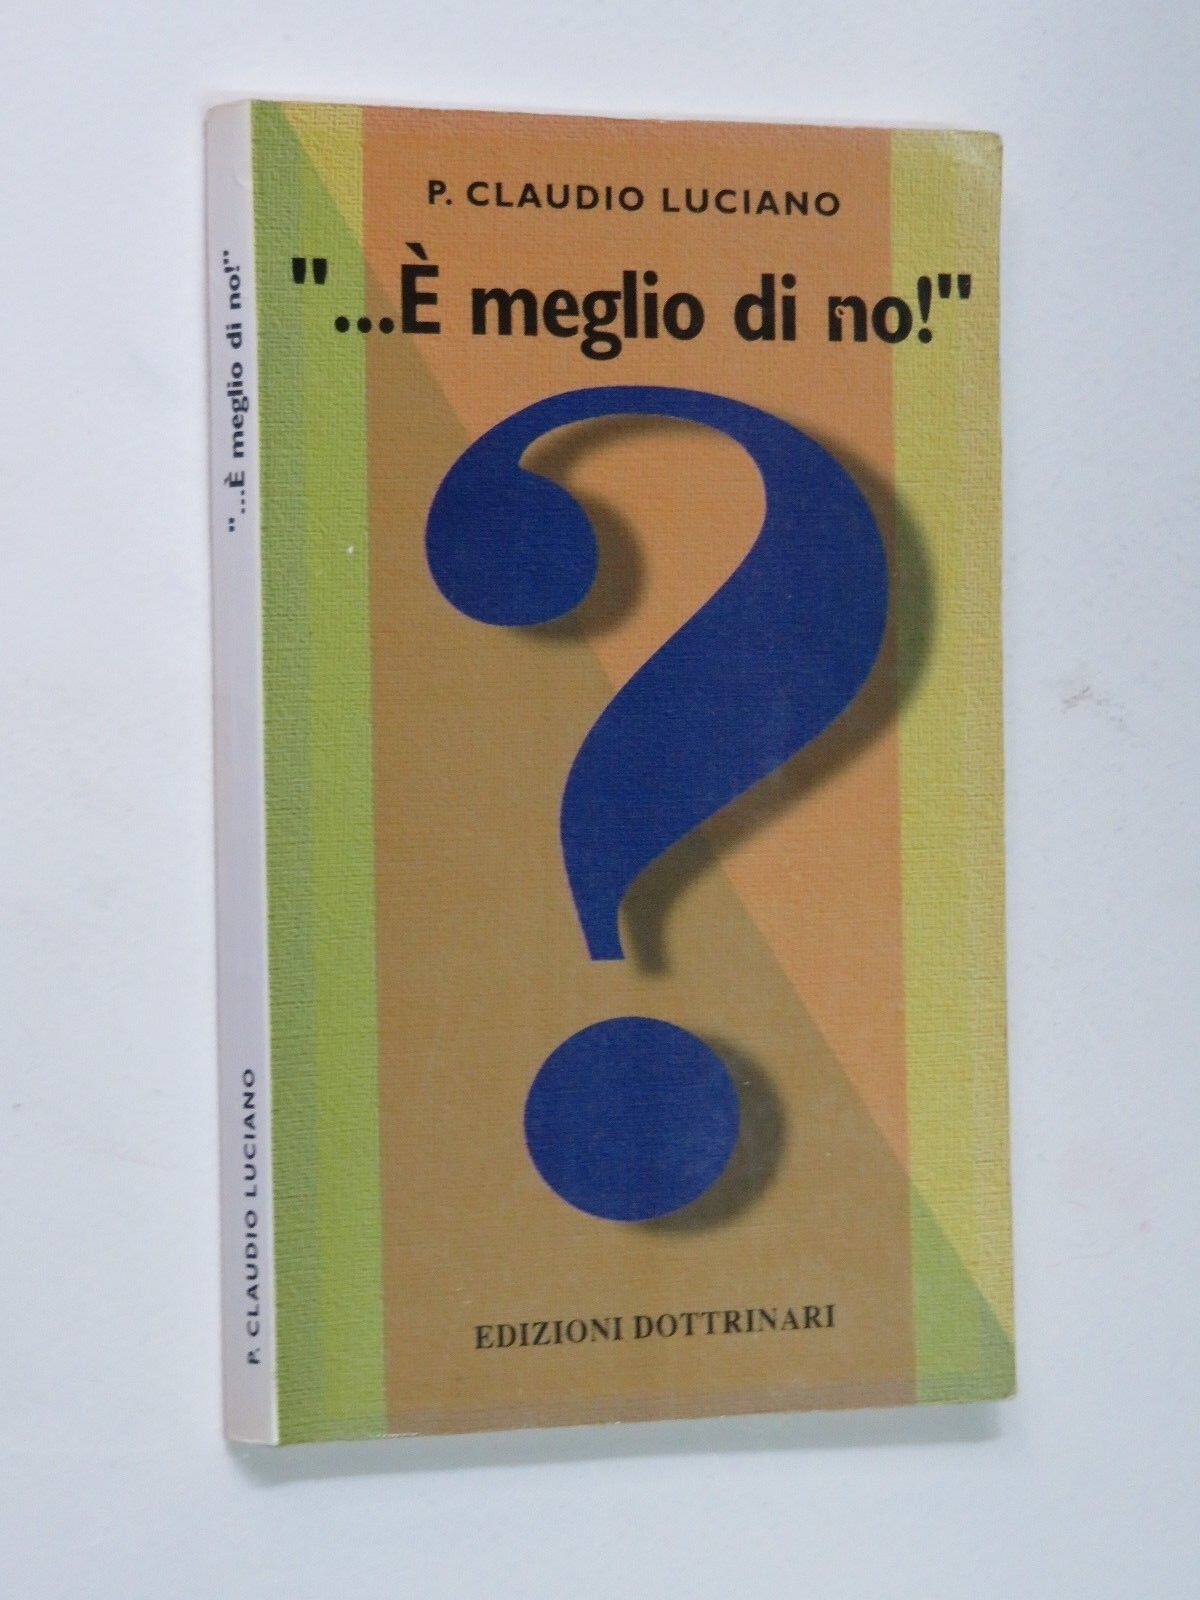 P. CLAUDIO LUCIANO
"...È meglio di no!"
?
EDIZIONI DOTTRINARI
"...È meglio di no!"
P. CLAUDIO LUCIANO